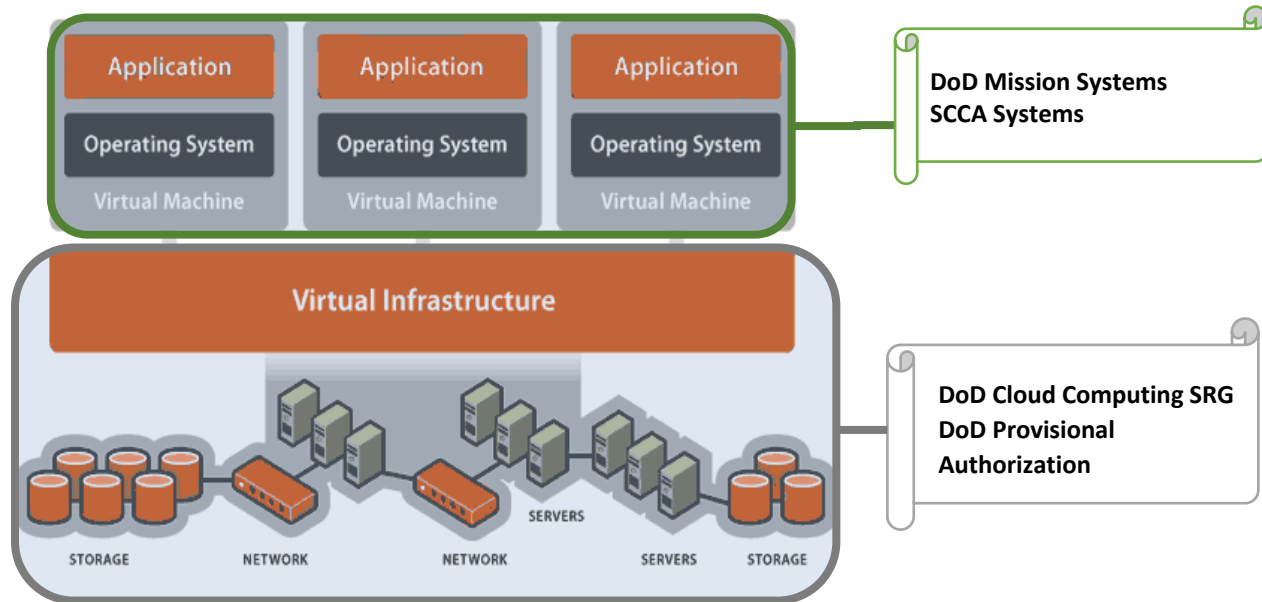 Application
Application
Application
Operating System
Operating System
Operating System
Virtual Machine
Virtual Machine
Virtual Machine
DoD Mission Systems
SCCA Systems
Virtual Infrastructure
DoD Cloud Computing SRG
DoD Provisional
Authorization
SERVERS
STORAGE
NETWORK
NETWORK
SERVERS
STORAGE